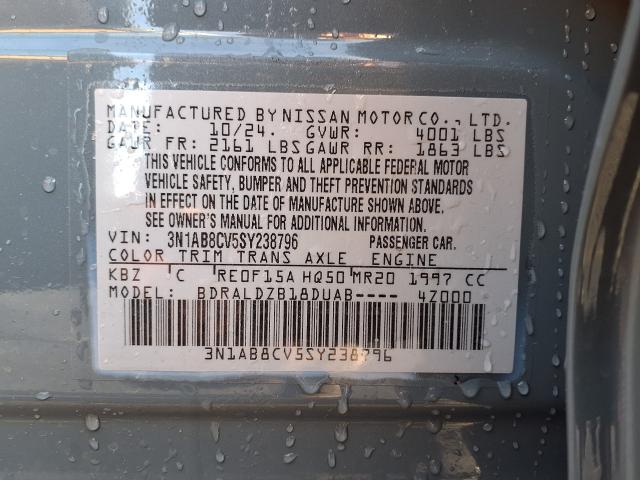 MANUFACTURED BY NISSAN MOTOR CO., LTD.
DATE: 10/24. GVWR: 4001 LBS
GAWR FR: 2161 LBS GAWR RR: 1863 LBS
THIS VEHICLE CONFORMS TO ALL APPLICABLE FEDERAL MOTOR
VEHICLE SAFETY, BUMPER AND THEFT PREVENTION STANDARDS
IN EFFECT ON THE DATE OF MANUFACTURE SHOWN ABOVE.
SEE OWNER'S MANUAL FOR ADDITIONAL INFORMATION.
VIN: 3N1AB8CV5SY238796 PASSENGER CAR.
COLOR TRIM TRANS AXLE ENGINE
KBZ C RE0F15A HQ50 MR20 1997 CC
MODEL: BDRALDZB18DUAB---- 4Z000
3N1AB8CV5SY238796